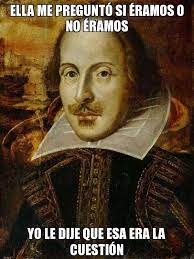 ELLA ME PREGUNTÓ SI ÉRAMOS O
NO ÉRAMOS
YO LE DIJE QUE ESA ERA LA
CUESTIÓN